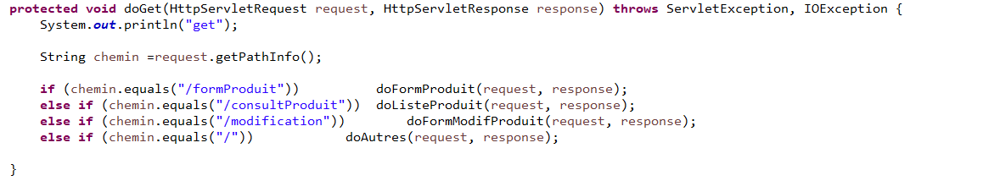 protected void doGet(HttpServletRequest request, HttpServletResponse response) throws ServletException, IOException {
System.out.println("get");
String chemin =request.getPathInfo();
if (chemin.equals("/formProduit")) doFormProduit(request, response);
else if (chemin.equals("/consultProduit")) doListeProduit(request, response);
else if (chemin.equals("/modification")) doFormModifProduit(request, response);
else if (chemin.equals("/")) doAutres(request, response);
}